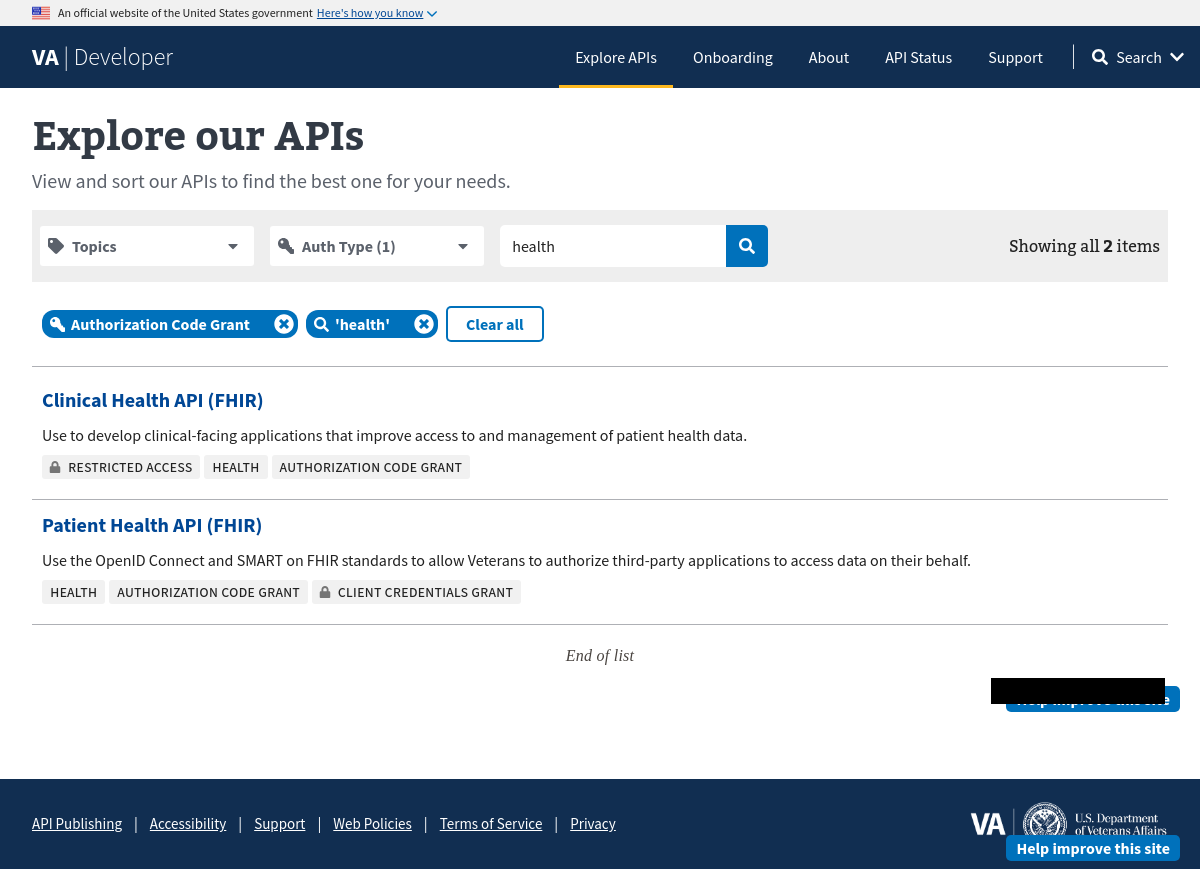 An official website of the United States government Here's how you know
VA | Developer
Explore APIs
Onboarding
About
API Status
Support
Search
Explore our APIs
View and sort our APIs to find the best one for your needs.
Topics
Auth Type (1)
health
Showing all 2 items
Authorization Code Grant
'health'
Clear all
Clinical Health API (FHIR)
Use to develop clinical-facing applications that improve access to and management of patient health data.
RESTRICTED ACCESS HEALTH AUTHORIZATION CODE GRANT
Patient Health API (FHIR)
Use the OpenID Connect and SMART on FHIR standards to allow Veterans to authorize third-party applications to access data on their behalf.
HEALTH AUTHORIZATION CODE GRANT CLIENT CREDENTIALS GRANT
End of list
API Publishing | Accessibility | Support | Web Policies | Terms of Service | Privacy
VA
U.S. Department
of Veterans Affairs
Help improve this site